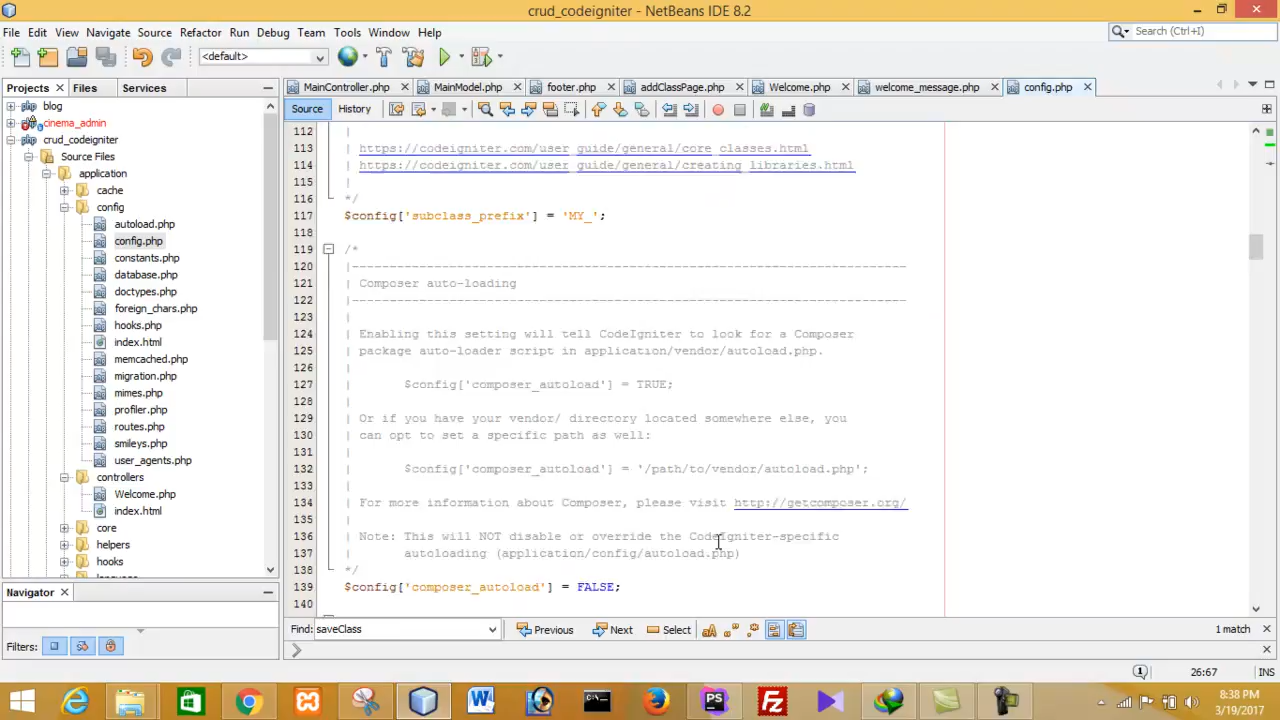 crud_codeigniter - NetBeans IDE 8.2
File Edit View Navigate Source Refactor Run Debug Team Tools Window Help
Search (Ctrl+I)
<default>
Projects Files Services
MainController.php MainModel.php footer.php addClassPage.php Welcome.php welcome_message.php config.php
Source History
blog
cinema_admin
crud_codeigniter
Source Files
application
cache
config
autoload.php
config.php
constants.php
database.php
doctypes.php
foreign_chars.php
hooks.php
index.html
memcached.php
migration.php
mimes.php
profiler.php
routes.php
smileys.php
user_agents.php
controllers
Welcome.php
index.html
core
helpers
hooks
language
112 |
113 | https://codeigniter.com/user_guide/general/core_classes.html
114 | https://codeigniter.com/user_guide/general/creating_libraries.html
115 |
116 */
117 $config['subclass_prefix'] = 'MY_';
118
119 /*
120 |--------------------------------------------------------------------------
121 | Composer auto-loading
122 |--------------------------------------------------------------------------
123 |
124 | Enabling this setting will tell CodeIgniter to look for a Composer
125 | package auto-loader script in application/vendor/autoload.php.
126 |
127 | $config['composer_autoload'] = TRUE;
128 |
129 | Or if you have your vendor/ directory located somewhere else, you
130 | can opt to set a specific path as well:
131 |
132 | $config['composer_autoload'] = '/path/to/vendor/autoload.php';
133 |
134 | For more information about Composer, please visit http://getcomposer.org/
135 |
136 | Note: This will NOT disable or override the CodeIgniter-specific
137 | autoloading (application/config/autoload.php)
138 */
139 $config['composer_autoload'] = FALSE;
140
Navigator
Filters:
Find: saveClass Previous Next Select 1 match
1 26:67 INS
8:38 PM
3/19/2017